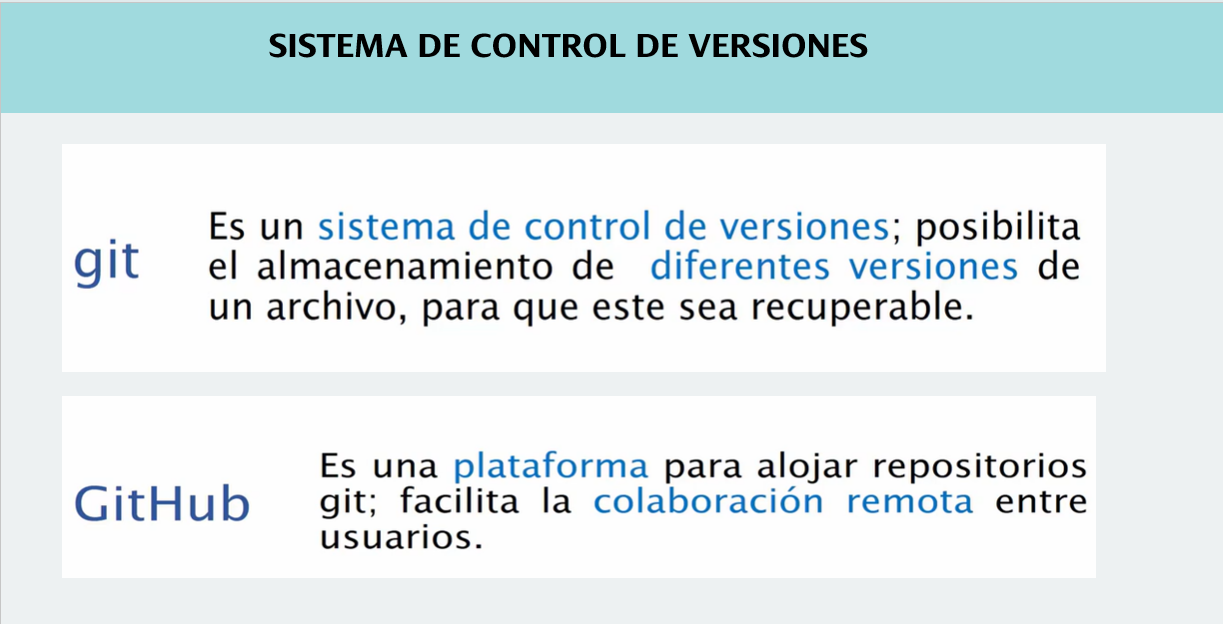 SISTEMA DE CONTROL DE VERSIONES
git
Es un sistema de control de versiones; posibilita
el almacenamiento de diferentes versiones de
un archivo, para que este sea recuperable.
GitHub
Es una plataforma para alojar repositorios
git; facilita la colaboración remota entre
usuarios.